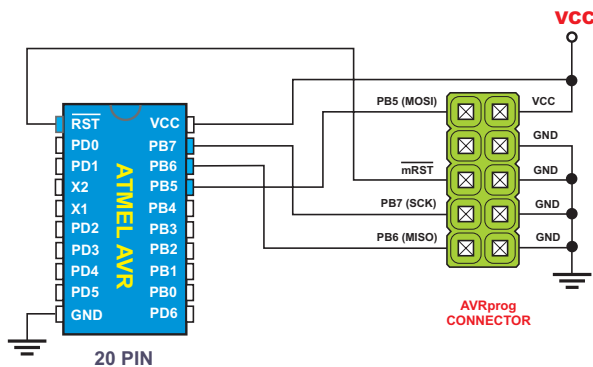 VCC
PB5 (MOSI)
VCC
GND
mRST
GND
PB7 (SCK)
GND
PB6 (MISO)
GND
AVRprog
CONNECTOR
RST
PD0
PD1
X2
X1
PD2
PD3
PD4
PD5
GND
ATMEL AVR
VCC
PB7
PB6
PB5
PB4
PB3
PB2
PB1
PB0
PD6
20 PIN